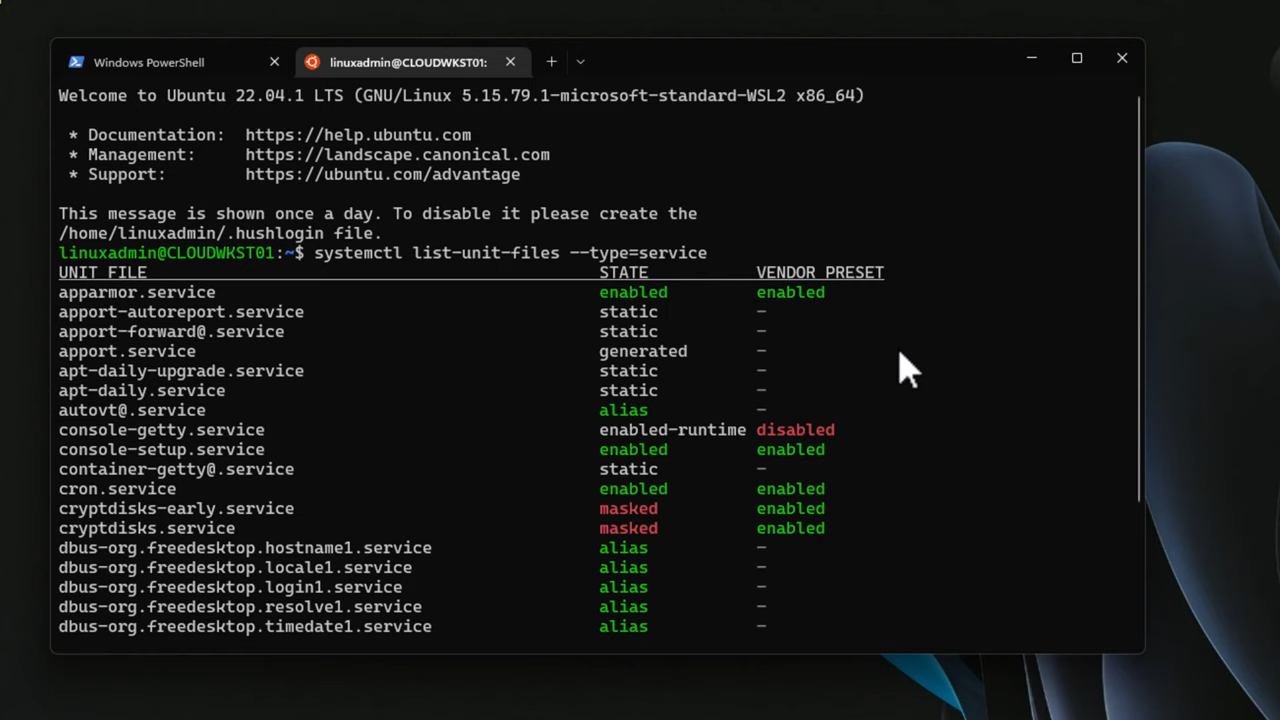 Windows PowerShell
linuxadmin@CLOUDWKST01:
Welcome to Ubuntu 22.04.1 LTS (GNU/Linux 5.15.79.1-microsoft-standard-WSL2 x86_64)
* Documentation: https://help.ubuntu.com
* Management: https://landscape.canonical.com
* Support: https://ubuntu.com/advantage
This message is shown once a day. To disable it please create the
/home/linuxadmin/.hushlogin file.
linuxadmin@CLOUDWKST01:~$ systemctl list-unit-files --type=service
UNIT FILE STATE VENDOR PRESET
apparmor.service enabled enabled
apport-autoreport.service static -
apport-forward@.service static -
apport.service generated -
apt-daily-upgrade.service static -
apt-daily.service static -
autovt@.service alias -
console-getty.service enabled-runtime disabled
console-setup.service enabled enabled
container-getty@.service static -
cron.service enabled enabled
cryptdisks-early.service masked enabled
cryptdisks.service masked enabled
dbus-org.freedesktop.hostname1.service alias -
dbus-org.freedesktop.locale1.service alias -
dbus-org.freedesktop.login1.service alias -
dbus-org.freedesktop.resolve1.service alias -
dbus-org.freedesktop.timedate1.service alias -